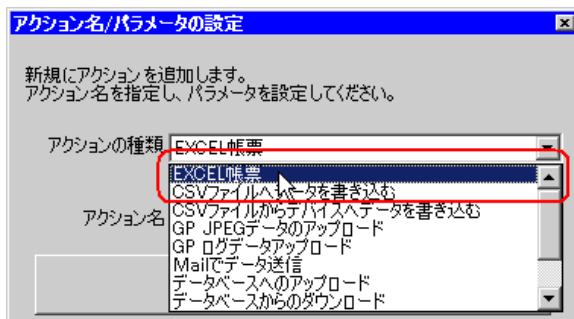 アクション名/パラメータの設定
新規にアクションを追加します。
アクション名を指定し、パラメータを設定してください。
アクションの種類 EXCEL帳票
EXCEL帳票
CSVファイルへデータを書き込む
アクション名 CSVファイルからデバイスへデータを書き込む
GP JPEGデータのアップロード
GP ログデータアップロード
Mailでデータ送信
データベースへのアップロード
データベースからのダウンロード